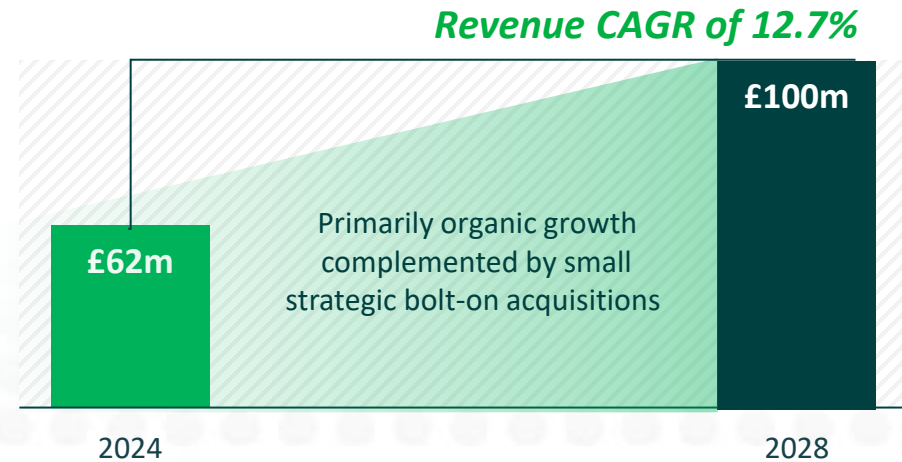 Revenue CAGR of 12.7%
£100m
£62m
Primarily organic growth
complemented by small
strategic bolt-on acquisitions
2024
2028